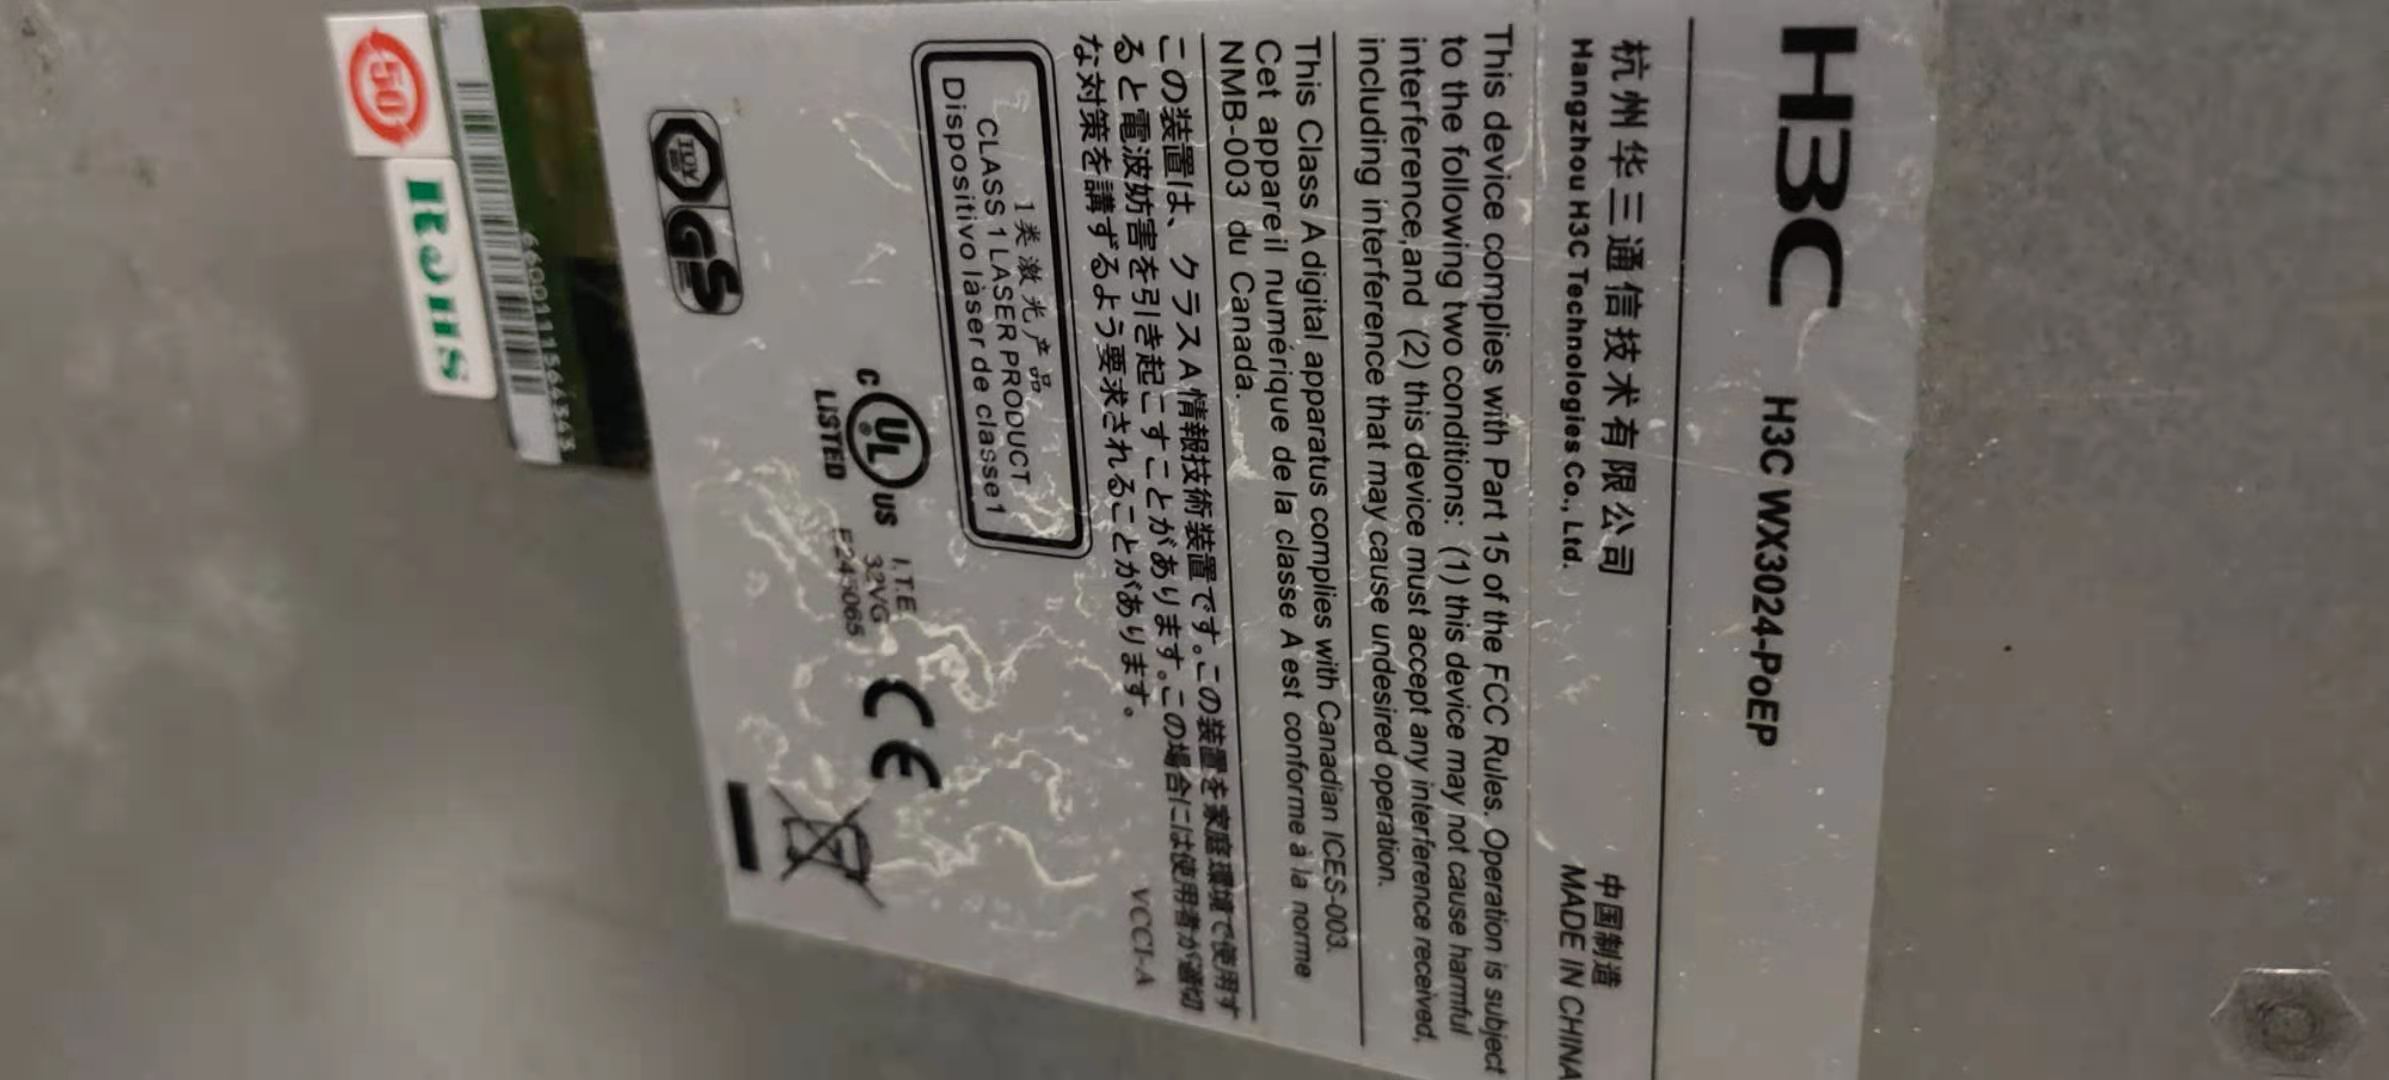 H3C H3C WX3024-PoEP
杭州华三通信技术有限公司 中国制造
Hangzhou H3C Technologies Co., Ltd. MADE IN CHINA
This device complies with Part 15 of the FCC Rules. Operation is subject
to the following two conditions: (1) this device may not cause harmful
interference,and (2) this device must accept any interference received,
including interference that may cause undesired operation.
This Class A digital apparatus complies with Canadian ICES-003.
Cet appareil numérique de la classe A est conforme à la norme
NMB-003 du Canada.
この装置は、クラスA情報技術装置です。この装置を家庭環境で使用す
ると電波妨害を引き起こすことがあります。この場合には使用者が適切
な対策を講ずるよう要求されることがあります。
VCCI-A
1类激光产品
CLASS 1 LASER PRODUCT
Dispositivo làser de classe1
C UL US
LISTED
I.T.E
32VG
E245065
CE
TUV GS
50
RoHS